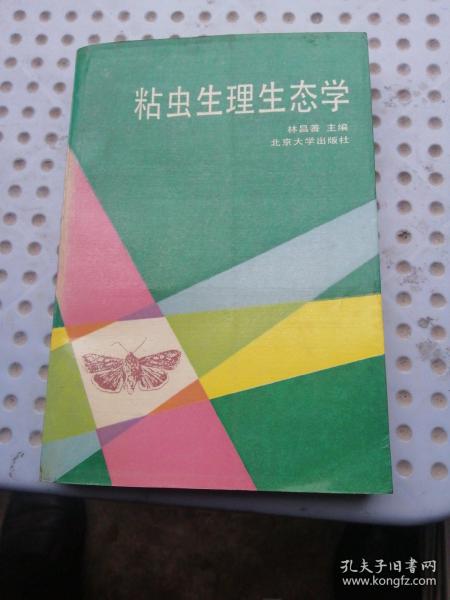 粘虫生理生态学
林昌善 主编
北京大学出版社
孔夫子旧书网
www.kongfz.com